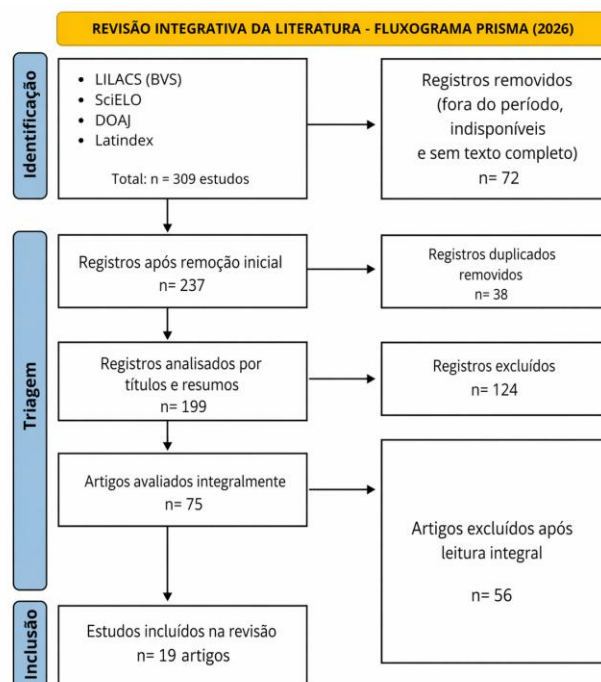 REVISÃO INTEGRATIVA DA LITERATURA - FLUXOGRAMA PRISMA (2026)
Identificação
• LILACS (BVS)
• SciELO
• DOAJ
• Latindex
Total: n = 309 estudos
Registros removidos
(fora do período,
indisponíveis
e sem texto completo)
n= 72
Triagem
Registros após remoção inicial
n= 237
Registros duplicados
removidos
n= 38
Registros analisados por
títulos e resumos
n= 199
Registros excluídos
n= 124
Artigos avaliados integralmente
n= 75
Artigos excluídos após
leitura integral
n= 56
Inclusão
Estudos incluídos na revisão
n= 19 artigos